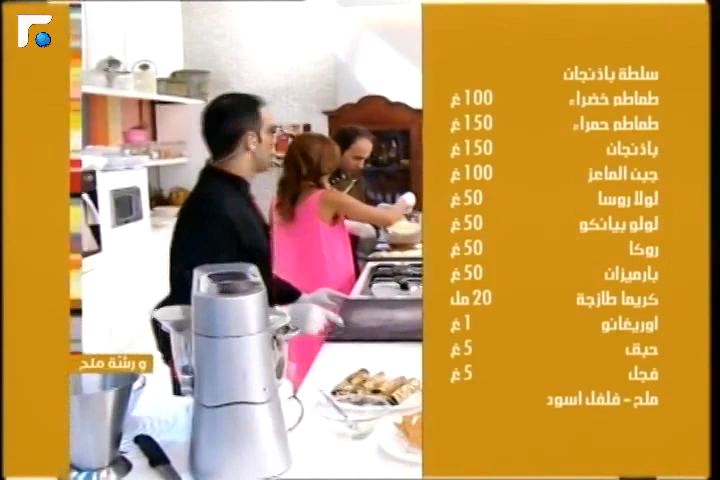 سلطة باذنجان
طماطم خضراء 100 غ
طماطم حمراء 150 غ
باذنجان 150 غ
جبن الماعز 100 غ
لولا روسا 50 غ
لولو بيانكو 50 غ
روكا 50 غ
بارميزان 50 غ
كريما طازجة 20 مل
اوريغانو 1 غ
حبق 5 غ
فجل 5 غ
ملح - فلفل اسود
و رشّة ملح